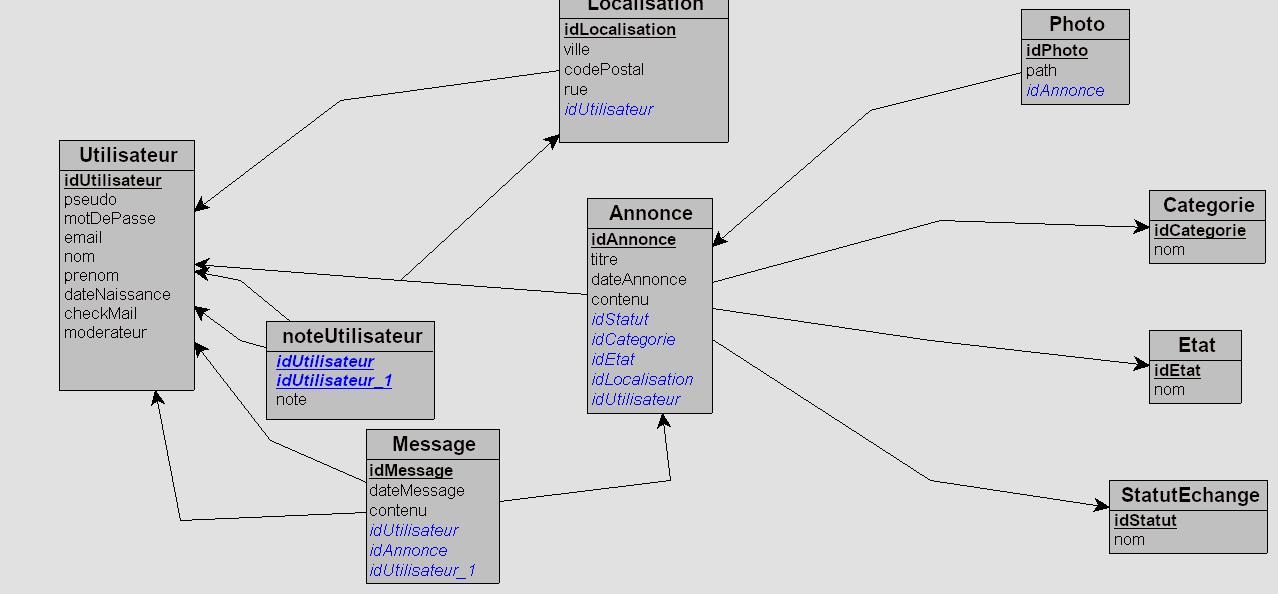 Localisation
idLocalisation
ville
codePostal
rue
idUtilisateur
Photo
idPhoto
path
idAnnonce
Utilisateur
idUtilisateur
pseudo
motDePasse
email
nom
prenom
dateNaissance
checkMail
moderateur
Annonce
idAnnonce
titre
dateAnnonce
contenu
idStatut
idCategorie
idEtat
idLocalisation
idUtilisateur
Categorie
idCategorie
nom
noteUtilisateur
idUtilisateur
idUtilisateur_1
note
Etat
idEtat
nom
Message
idMessage
dateMessage
contenu
idUtilisateur
idAnnonce
idUtilisateur_1
StatutEchange
idStatut
nom